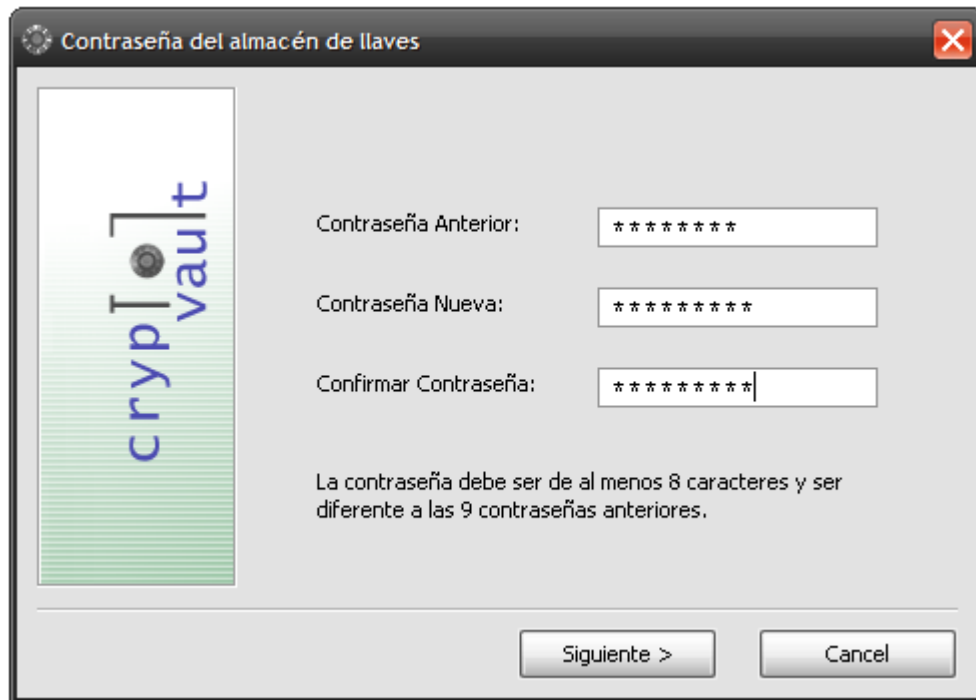 Contraseña del almacén de llaves
crypto
vault
Contraseña Anterior:
********
Contraseña Nueva:
*********
Confirmar Contraseña:
*********
La contraseña debe ser de al menos 8 caracteres y ser
diferente a las 9 contraseñas anteriores.
Siguiente >
Cancel